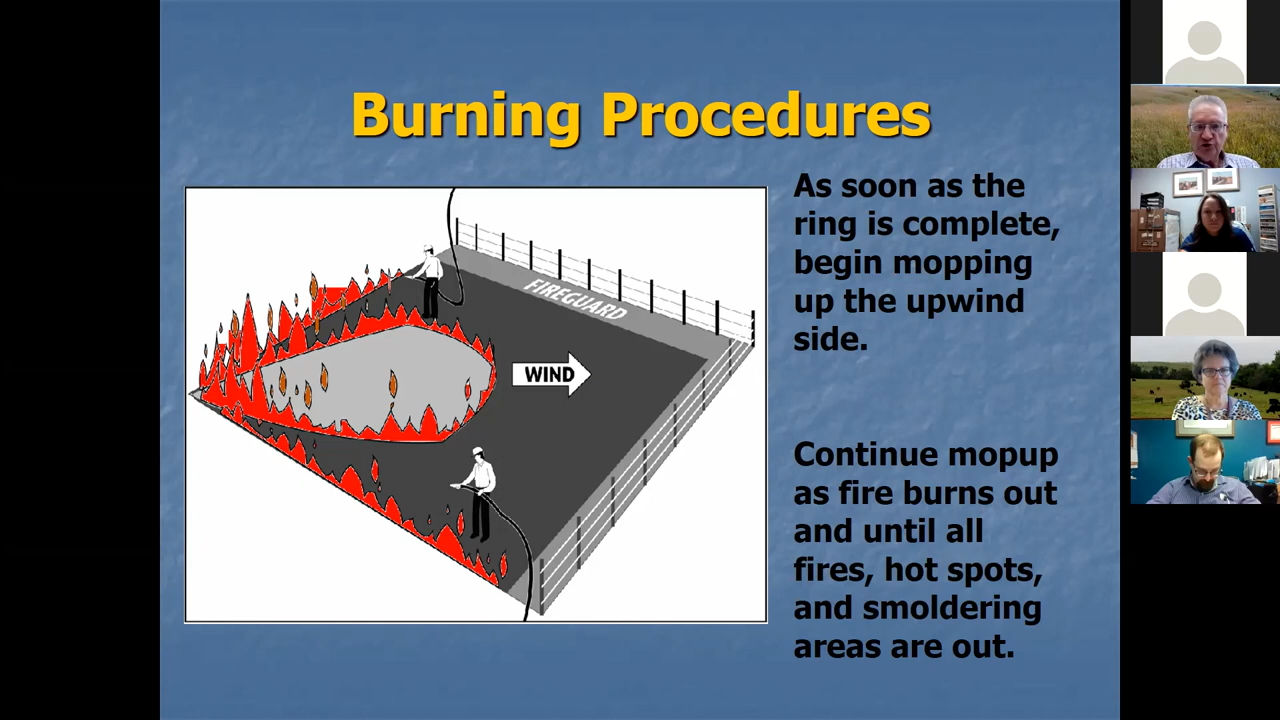 Burning Procedures
As soon as the
ring is complete,
begin mopping
up the upwind
side.
FIREGUARD
WIND
Continue mopup
as fire burns out
and until all
fires, hot spots,
and smoldering
areas are out.